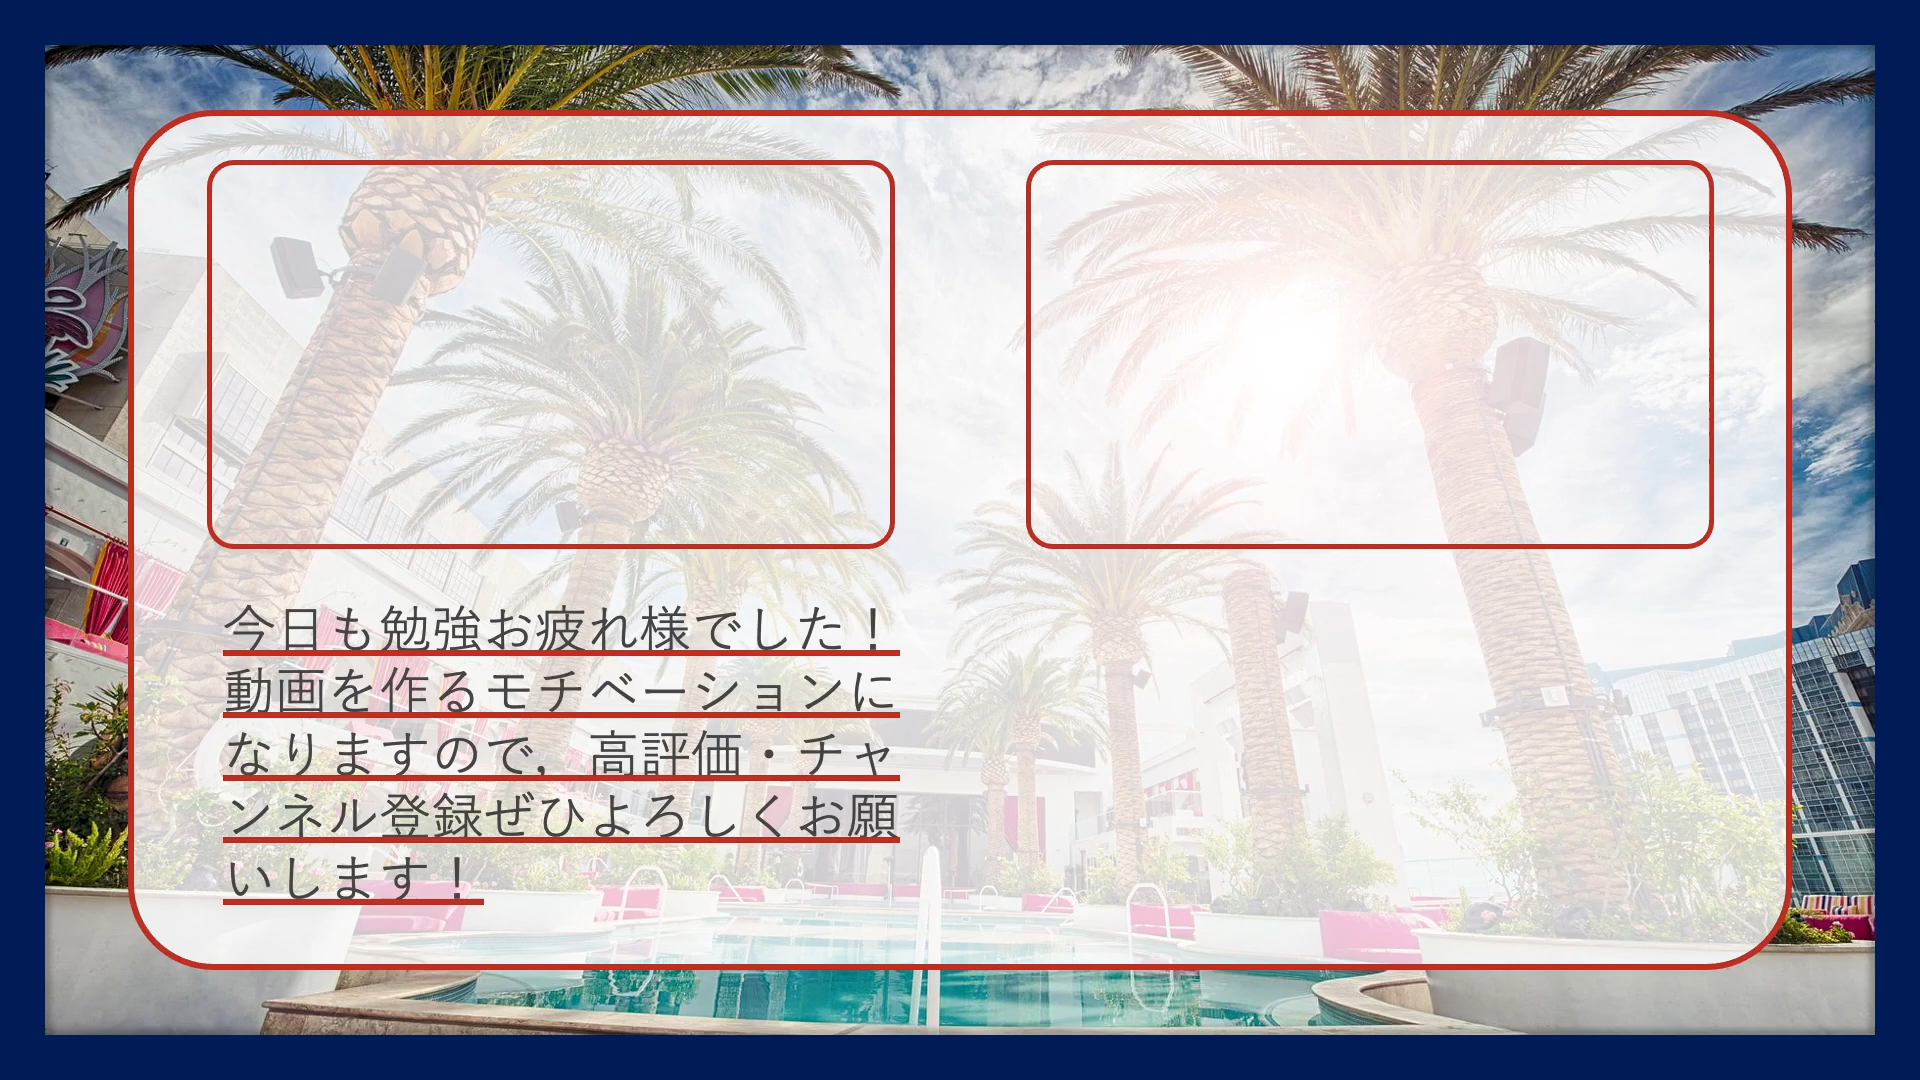 今日も勉強お疲れ様でした！
動画を作るモチベーションに
なりますので，高評価・チャ
ンネル登録ぜひよろしくお願
いします！